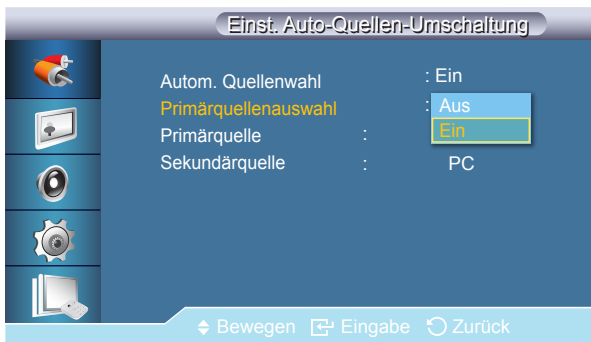 Einst. Auto-Quellen-Umschaltung
Autom. Quellenwahl : Ein
Primärquellenauswahl : Aus
Ein
Primärquelle :
Sekundärquelle : PC
Bewegen Eingabe Zurück